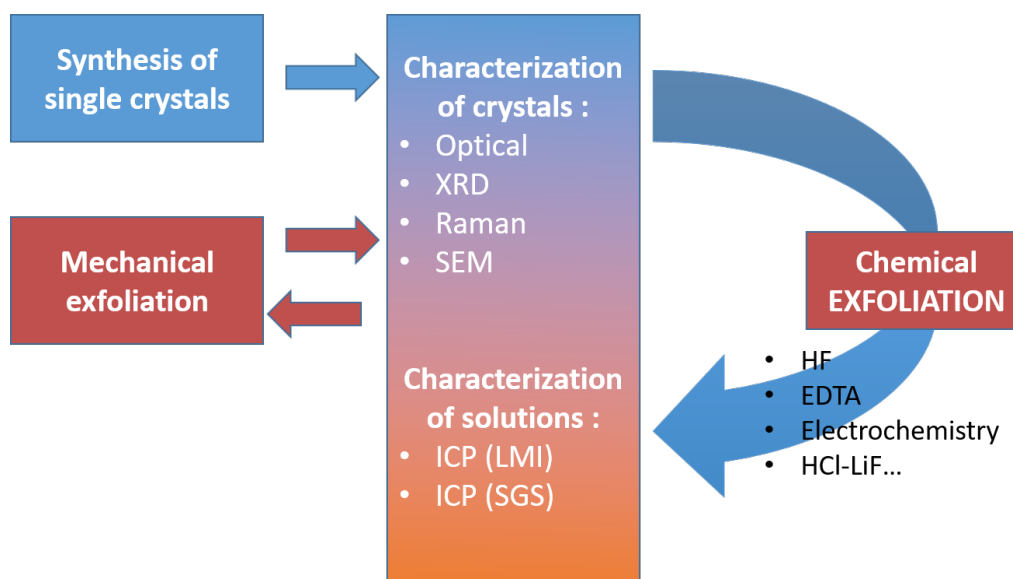 Synthesis of
single crystals
Mechanical
exfoliation
Characterization
of crystals :
• Optical
• XRD
• Raman
• SEM
Characterization
of solutions :
• ICP (LMI)
• ICP (SGS)
Chemical
EXFOLIATION
• HF
• EDTA
• Electrochemistry
• HCl-LiF...